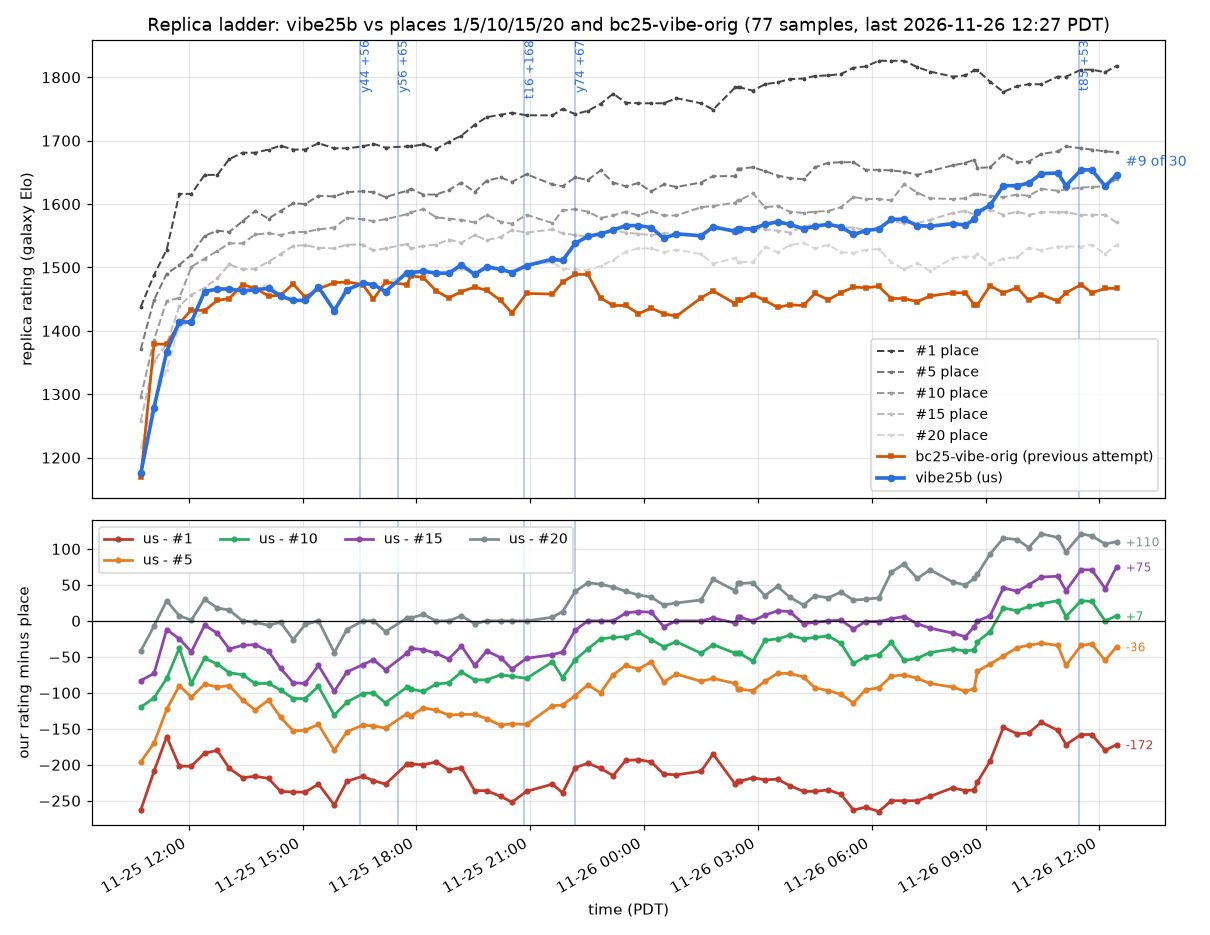 Replica ladder: vibe25b vs places 1/5/10/15/20 and bc25-vibe-orig (77 samples, last 2026-11-26 12:27 PDT)
replica rating (galaxy Elo)
1800
1700
1600
1500
1400
1300
1200
y44 +56
y56 +65
t16 +168
y74 +67
t85 +53
#9 of 30
#1 place
#5 place
#10 place
#15 place
#20 place
bc25-vibe-orig (previous attempt)
vibe25b (us)
our rating minus place
100
50
0
−50
−100
−150
−200
−250
us - #1
us - #5
us - #10
us - #15
us - #20
+110
+75
+7
-36
-172
11-25 12:00
11-25 15:00
11-25 18:00
11-25 21:00
11-26 00:00
11-26 03:00
11-26 06:00
11-26 09:00
11-26 12:00
time (PDT)